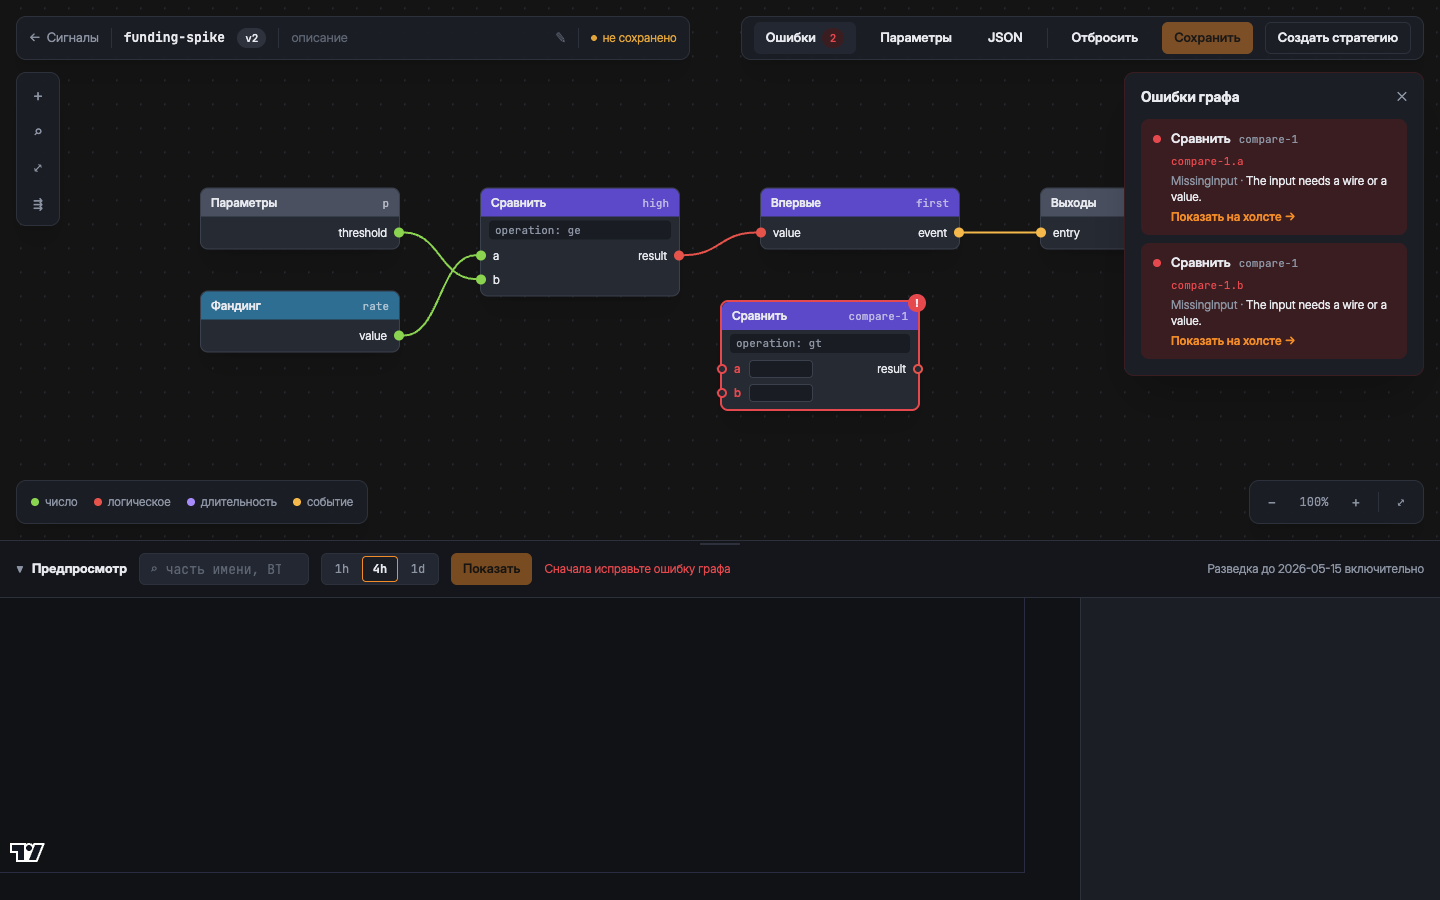 ← Сигналы funding-spike v2 описание не сохранено
Ошибки 2 Параметры JSON Отбросить Сохранить Создать стратегию
Ошибки графа
Сравнить compare-1
compare-1.a
MissingInput · The input needs a wire or a
value.
Показать на холсте →
Сравнить compare-1
compare-1.b
MissingInput · The input needs a wire or a
value.
Показать на холсте →
Параметры p
threshold
Фандинг rate
value
Сравнить high
operation: ge
a result
b
Впервые first
value event
Выходы
entry
Сравнить compare-1
!
operation: gt
a result
b
число логическое длительность событие
− 100% +
▼ Предпросмотр часть имени, BT 1h 4h 1d Показать Сначала исправьте ошибку графа Разведка до 2026-05-15 включительно